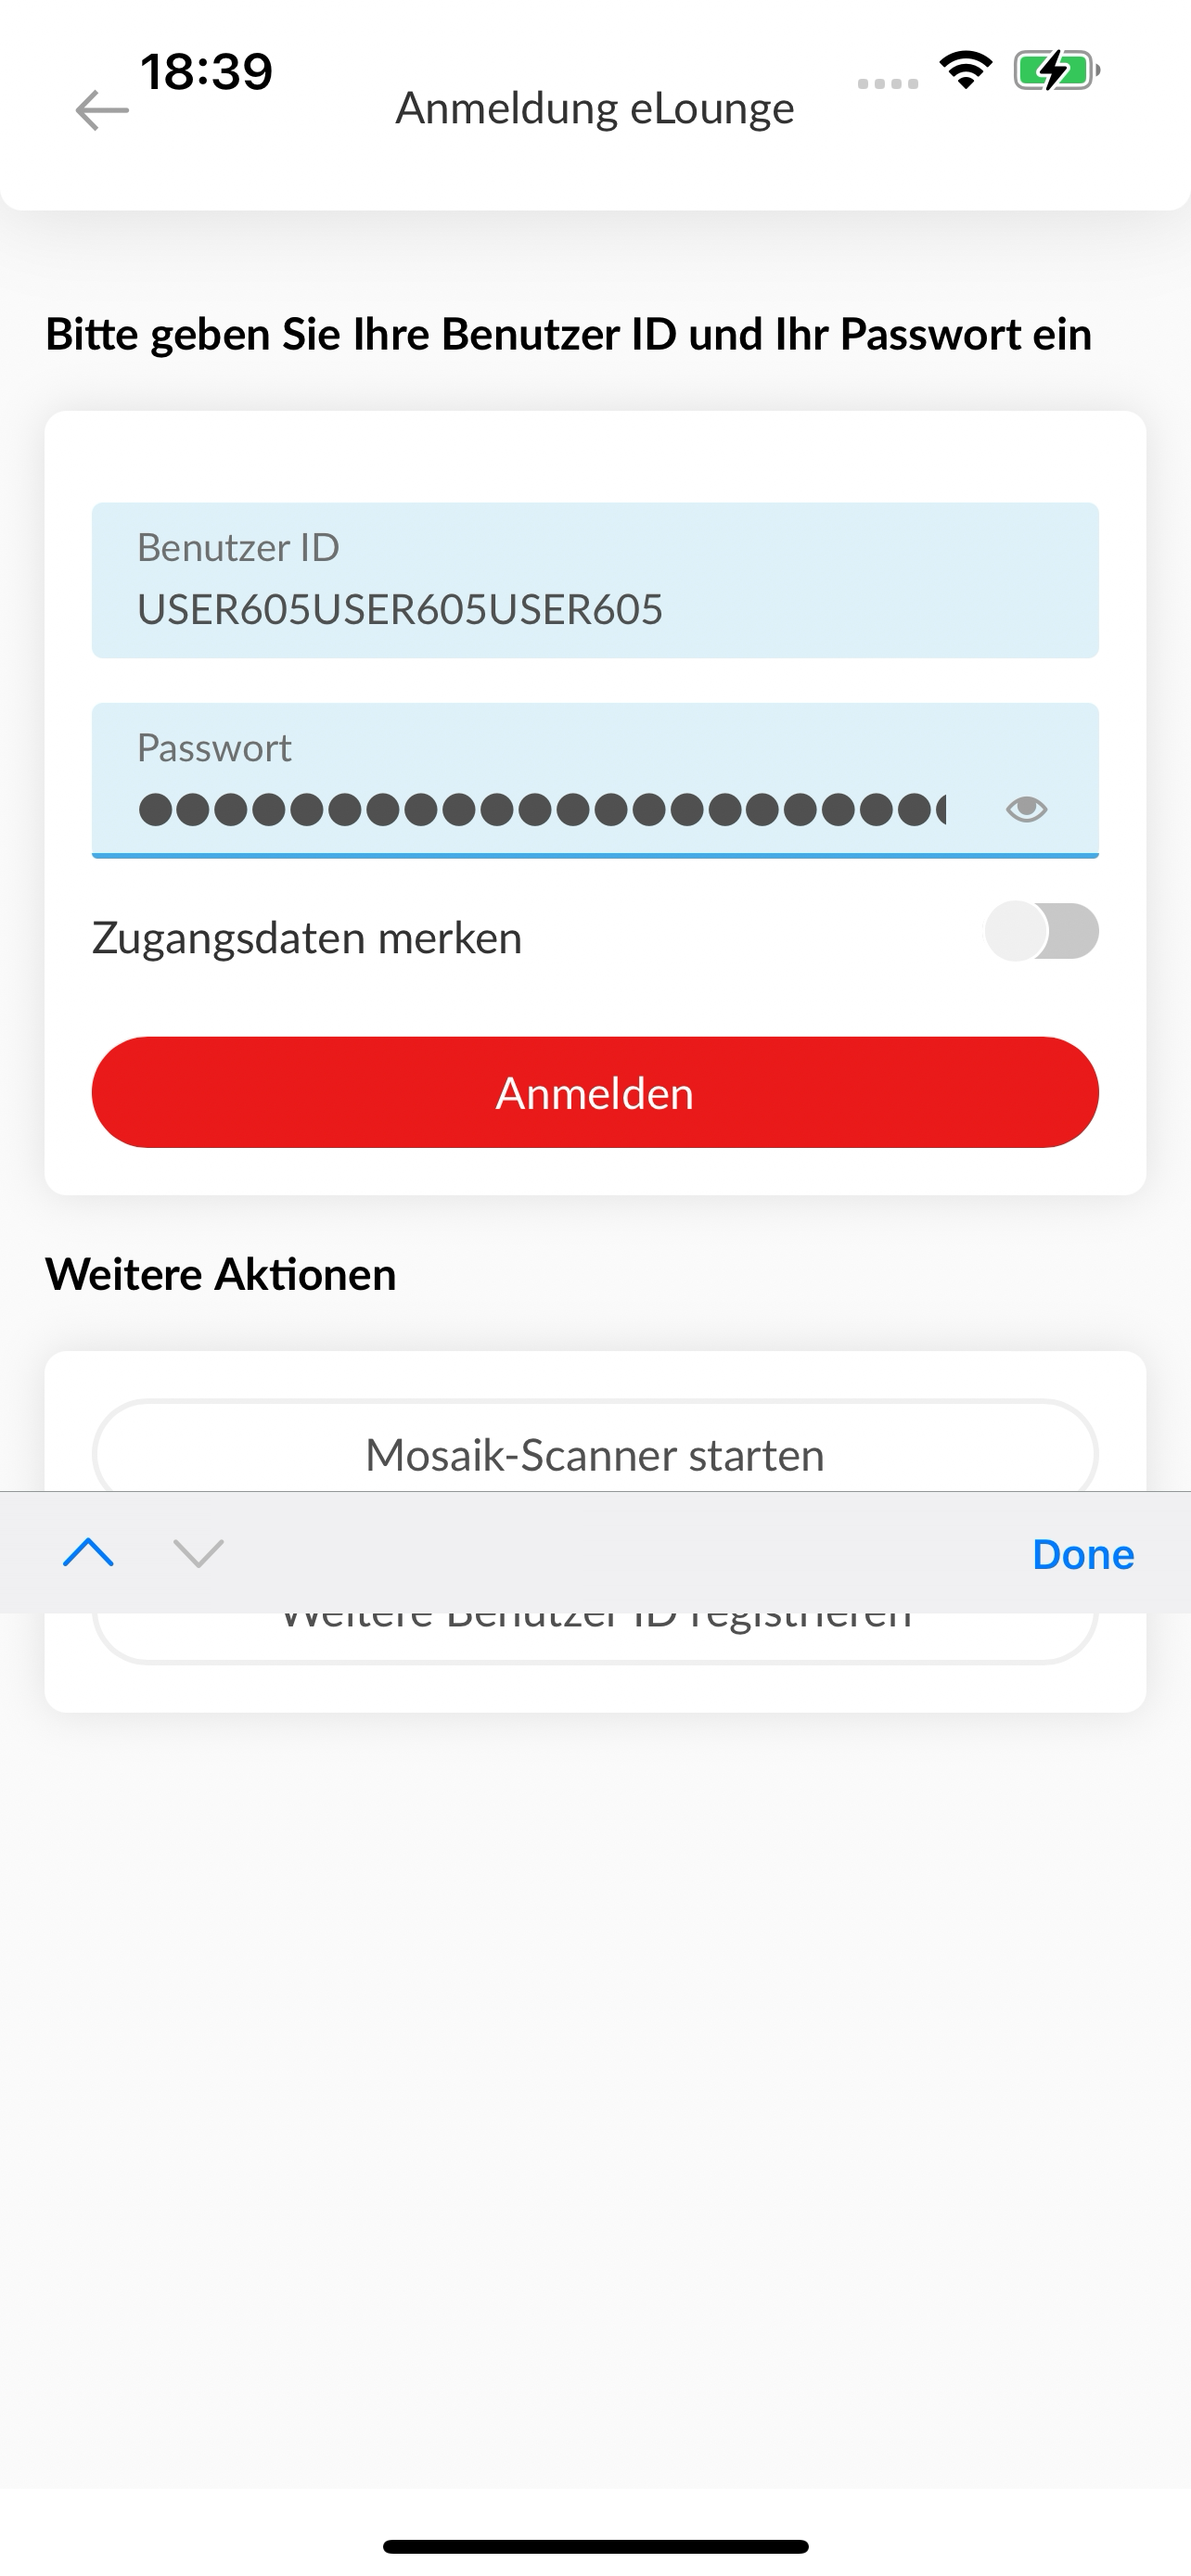 18:39
Anmeldung eLounge
Bitte geben Sie Ihre Benutzer ID und Ihr Passwort ein
Benutzer ID
USER605USER605USER605
Passwort
Zugangsdaten merken
Anmelden
Weitere Aktionen
Mosaik-Scanner starten
Done
Weitere Benutzer ID registrieren